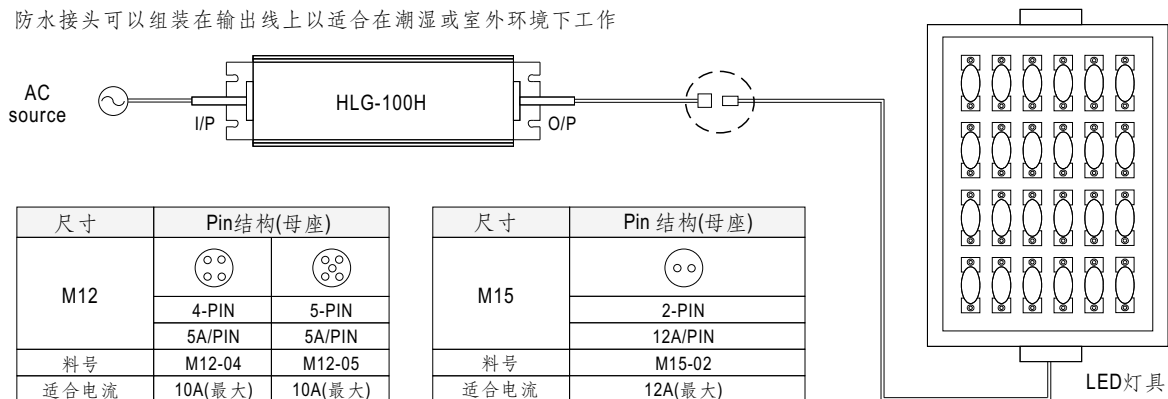 防水接头可以组装在输出线上以适合在潮湿或室外环境下工作
AC
source
I/P
HLG-100H
O/P
尺寸 Pin结构(母座)
M12
4-PIN 5-PIN
5A/PIN 5A/PIN
料号 M12-04 M12-05
适合电流 10A(最大) 10A(最大)
尺寸 Pin 结构(母座)
M15
2-PIN
12A/PIN
料号 M15-02
适合电流 12A(最大)
LED灯具